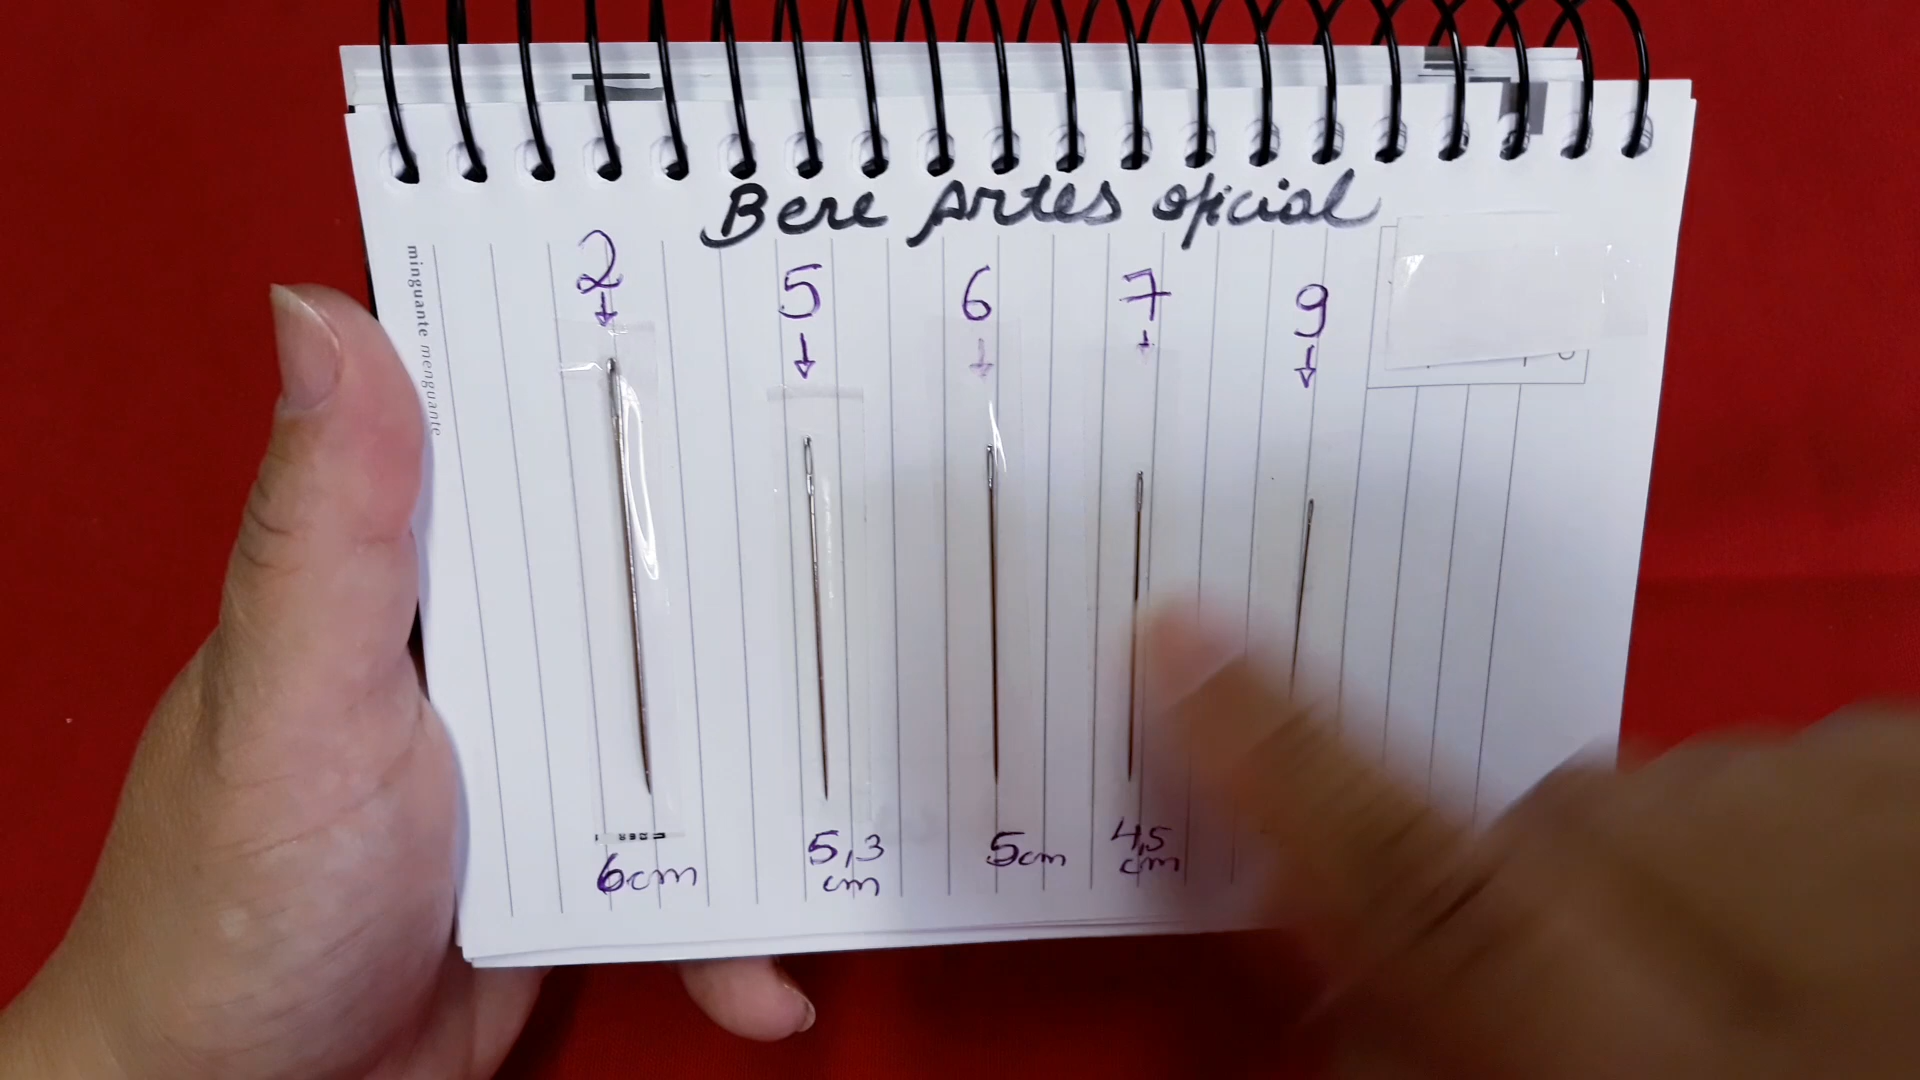 Bere Artes oficial
2 5 6 7 9
6cm 5,3 cm 5cm 4,5 cm
minguante menguante